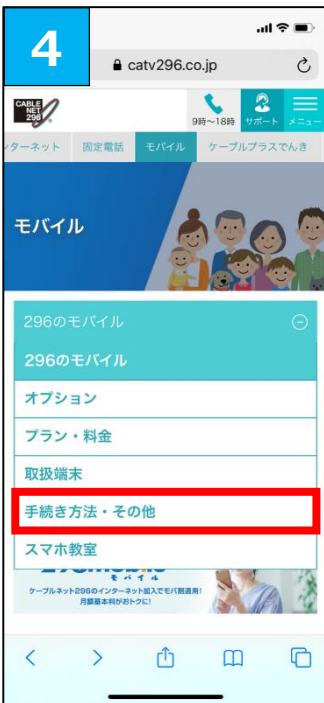 4
catv296.co.jp
CABLE
NET
296
9時～18時
サポート
メニュー
ンターネット
固定電話
モバイル
ケーブルプラスでんき
モバイル
296のモバイル
296のモバイル
オプション
プラン・料金
取扱端末
手続き方法・その他
スマホ教室
モバイル
ケーブルネット296のインターネット加入でモバ割適用!
月額基本料がおトクに!